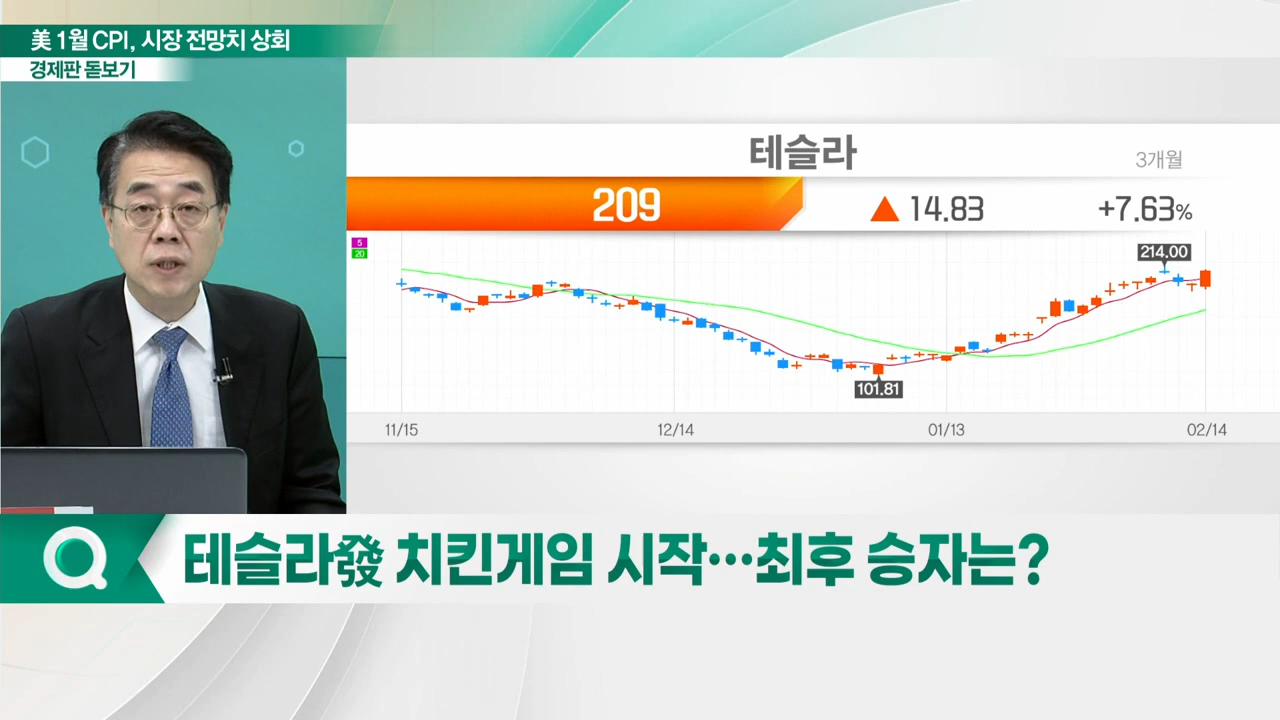 美 1월 CPI, 시장 전망치 상회
경제판 돋보기
테슬라
3개월
209 ▲ 14.83 +7.63%
5
20
214.00
101.81
11/15 12/14 01/13 02/14
테슬라發 치킨게임 시작…최후 승자는?